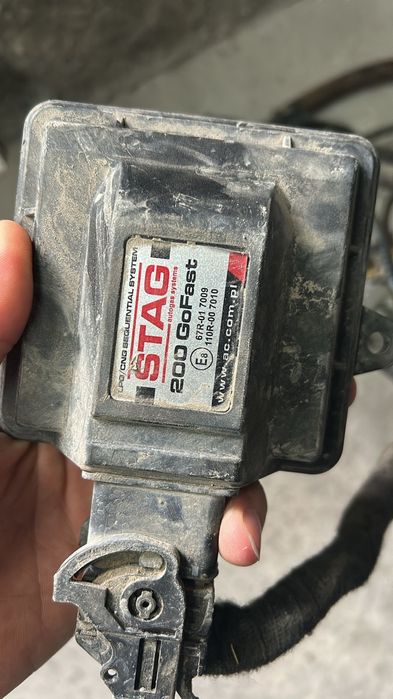 LPG/CNG SEQUENTIAL SYSTEM
STAG
autogas systems
200 GoFast
E8 67R-01 7009
110R-00 7010
www.ac.com.pl